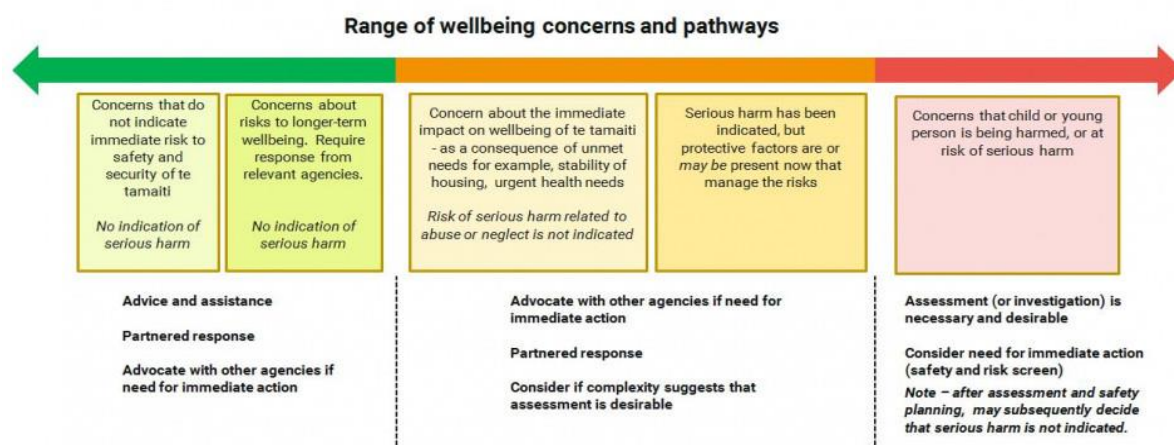 Range of wellbeing concerns and pathways
Concerns that do
not indicate
immediate risk to
safety and
security of te
tamaiti
No indication of
serious harm
Concerns about
risks to longer-term
wellbeing. Require
response from
relevant agencies.
No indication of
serious harm
Concern about the immediate
impact on wellbeing of te tamaiti
- as a consequence of unmet
needs for example, stability of
housing, urgent health needs
Risk of serious harm related to
abuse or neglect is not indicated
Serious harm has been
indicated, but
protective factors are or
may be present now that
manage the risks
Concerns that child or young
person is being harmed, or at
risk of serious harm
Advice and assistance
Partnered response
Advocate with other agencies if
need for immediate action
Advocate with other agencies if need for
immediate action
Partnered response
Consider if complexity suggests that
assessment is desirable
Assessment (or investigation) is
necessary and desirable
Consider need for immediate action
(safety and risk screen)
Note – after assessment and safety
planning, may subsequently decide
that serious harm is not indicated.